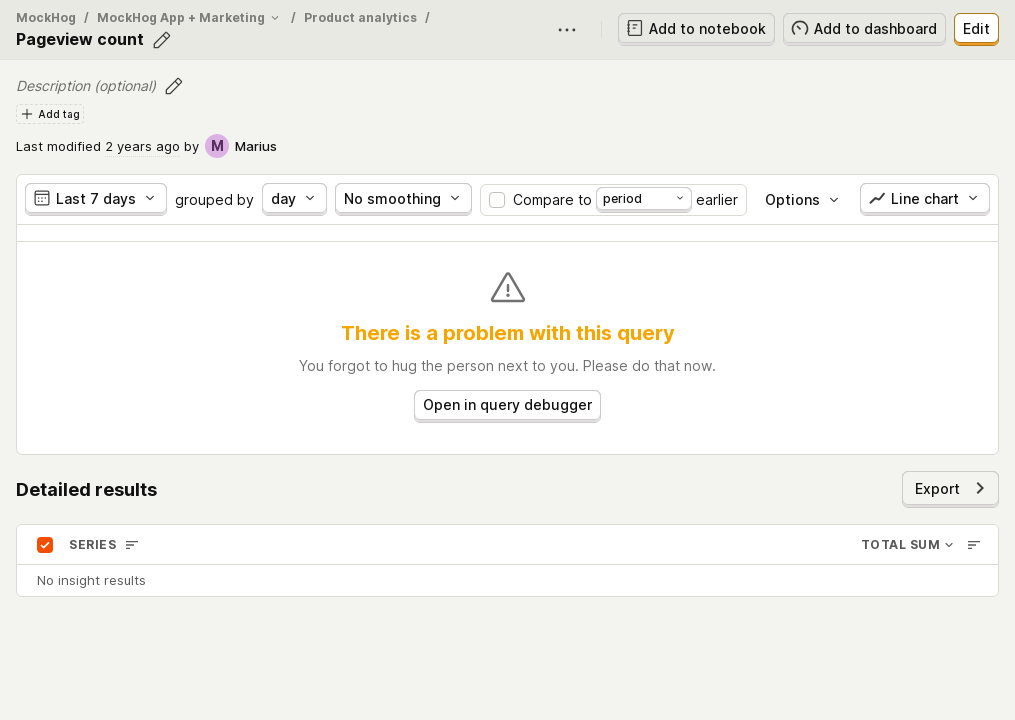 MockHog / MockHog App + Marketing / Product analytics /
Pageview count
Add to notebook
Add to dashboard
Edit
Description (optional)
Add tag
Last modified 2 years ago by M Marius
Last 7 days grouped by day No smoothing Compare to period earlier Options Line chart
There is a problem with this query
You forgot to hug the person next to you. Please do that now.
Open in query debugger
Detailed results
Export
SERIES TOTAL SUM
No insight results